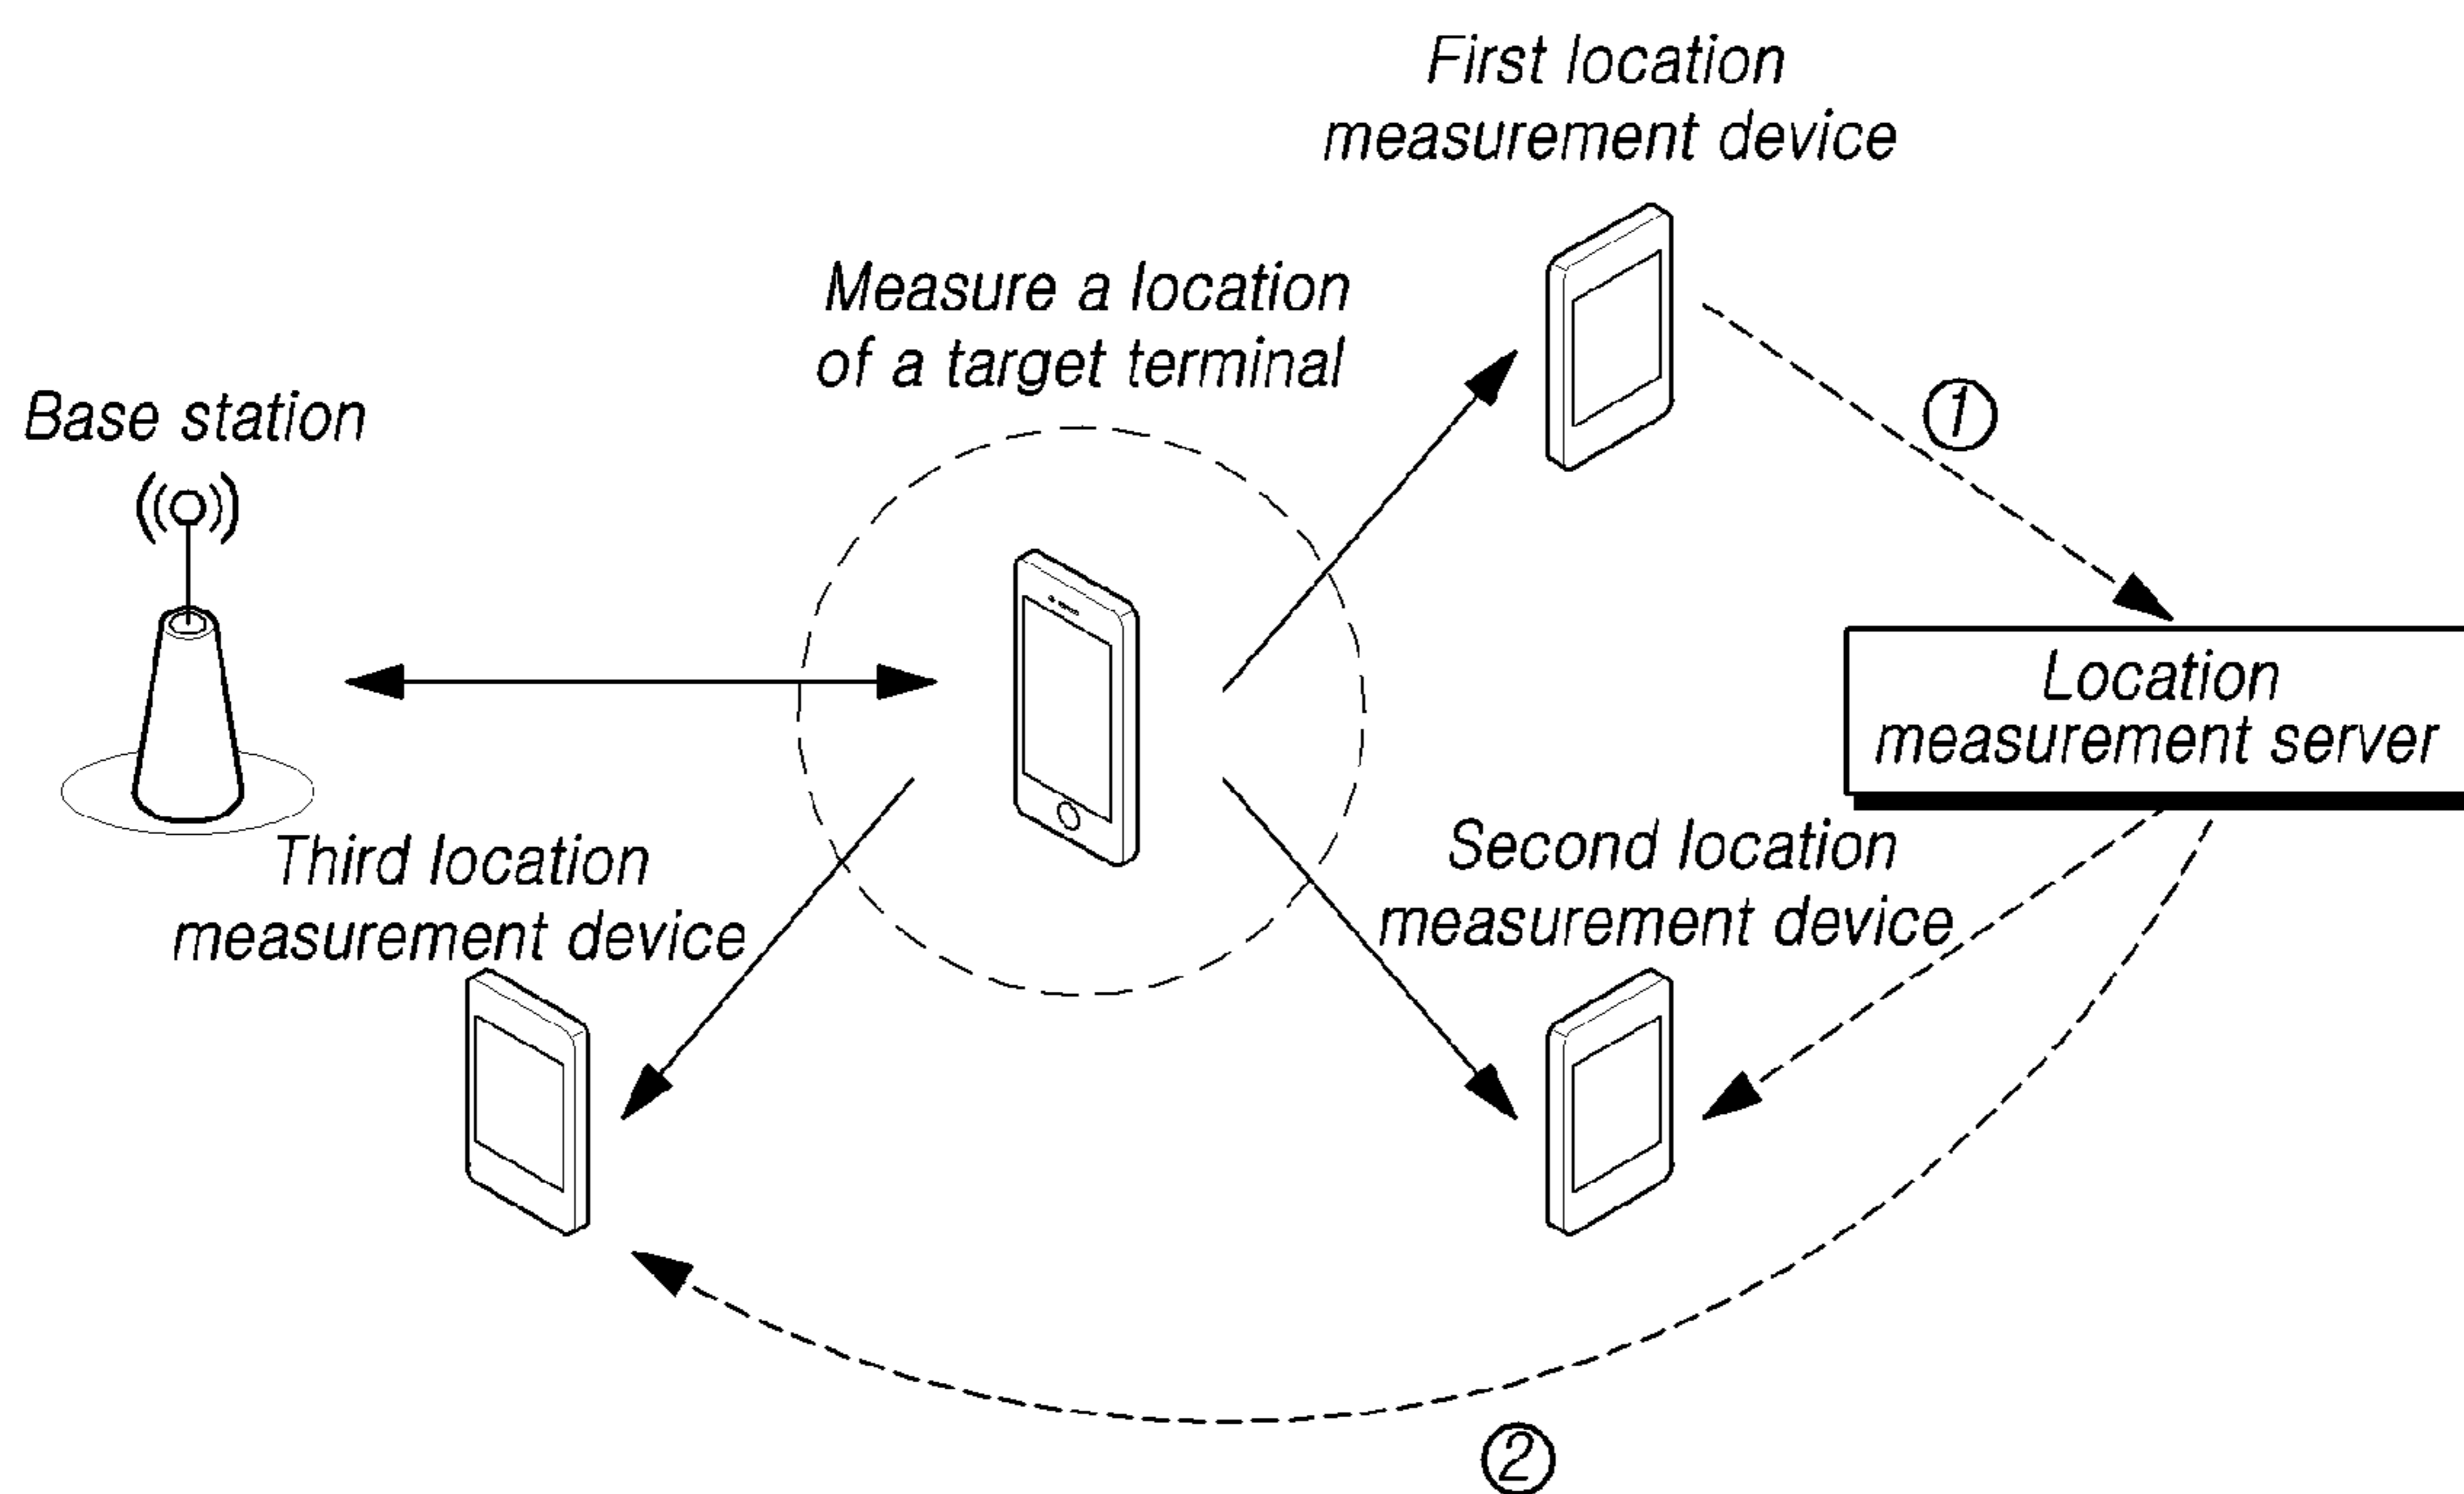 First location
measurement device
Measure a location
of a target terminal
Base station
①
Location
measurement server
Third location
measurement device
Second location
measurement device
②